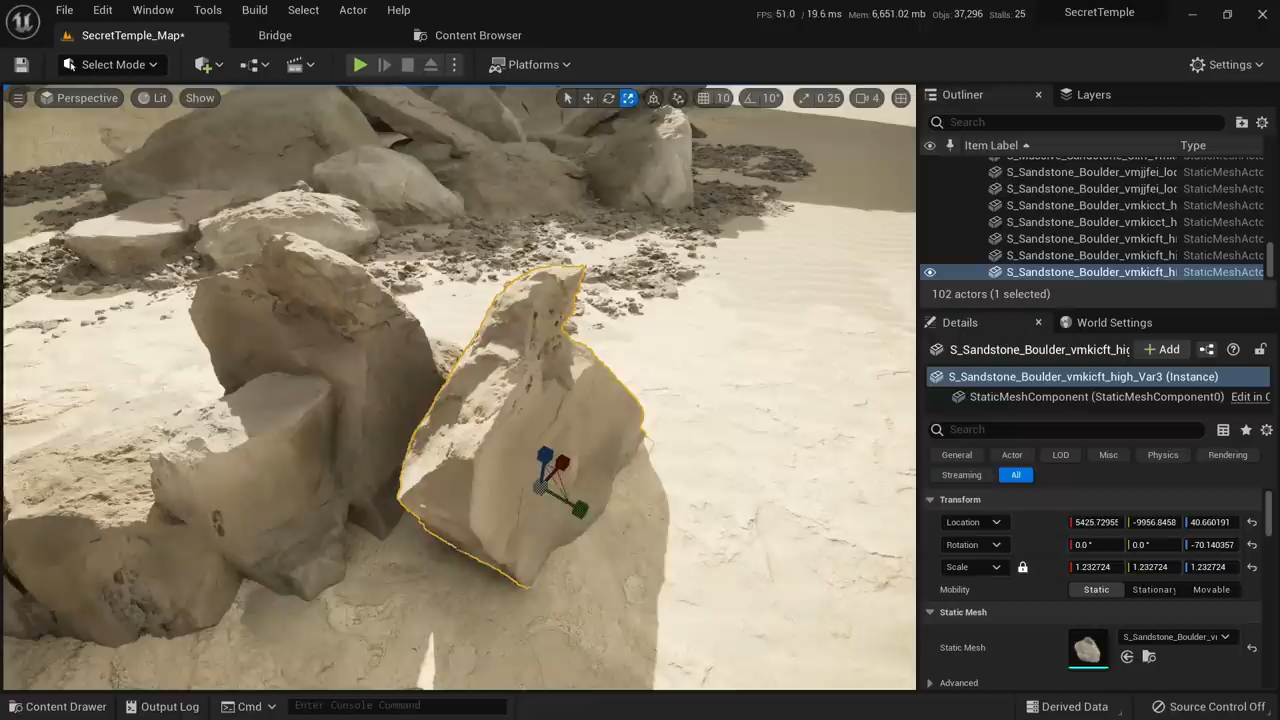 File Edit Window Tools Build Select Actor Help
FPS: 51.0 / 19.6 ms Mem: 6,651.02 mb Objs: 37,296 Stalls: 25
SecretTemple
SecretTemple_Map*
Bridge
Content Browser
Select Mode
Platforms
Settings
Perspective
Lit
Show
10
10°
0.25
4
Outliner
Layers
Search
Item Label
Type
S_Sandstone_Boulder_vmjjfei_loc StaticMeshActo
S_Sandstone_Boulder_vmjjfei_loc StaticMeshActo
S_Sandstone_Boulder_vmkicct_h StaticMeshActo
S_Sandstone_Boulder_vmkicct_h StaticMeshActo
S_Sandstone_Boulder_vmkicft_hi StaticMeshActo
S_Sandstone_Boulder_vmkicft_hi StaticMeshActo
S_Sandstone_Boulder_vmkicft_hi StaticMeshActo
102 actors (1 selected)
Details
World Settings
S_Sandstone_Boulder_vmkicft_hig
Add
S_Sandstone_Boulder_vmkicft_high_Var3 (Instance)
StaticMeshComponent (StaticMeshComponent0) Edit in C
Search
General Actor LOD Misc Physics Rendering
Streaming All
Transform
Location 5425.72955 -9956.8458 40.660191
Rotation 0.0 ° 0.0 ° -70.140357
Scale 1.232724 1.232724 1.232724
Mobility Static Stationary Movable
Static Mesh
Static Mesh
S_Sandstone_Boulder_vr
Advanced
Content Drawer
Output Log
Cmd
Enter Console Command
Derived Data
Source Control Off